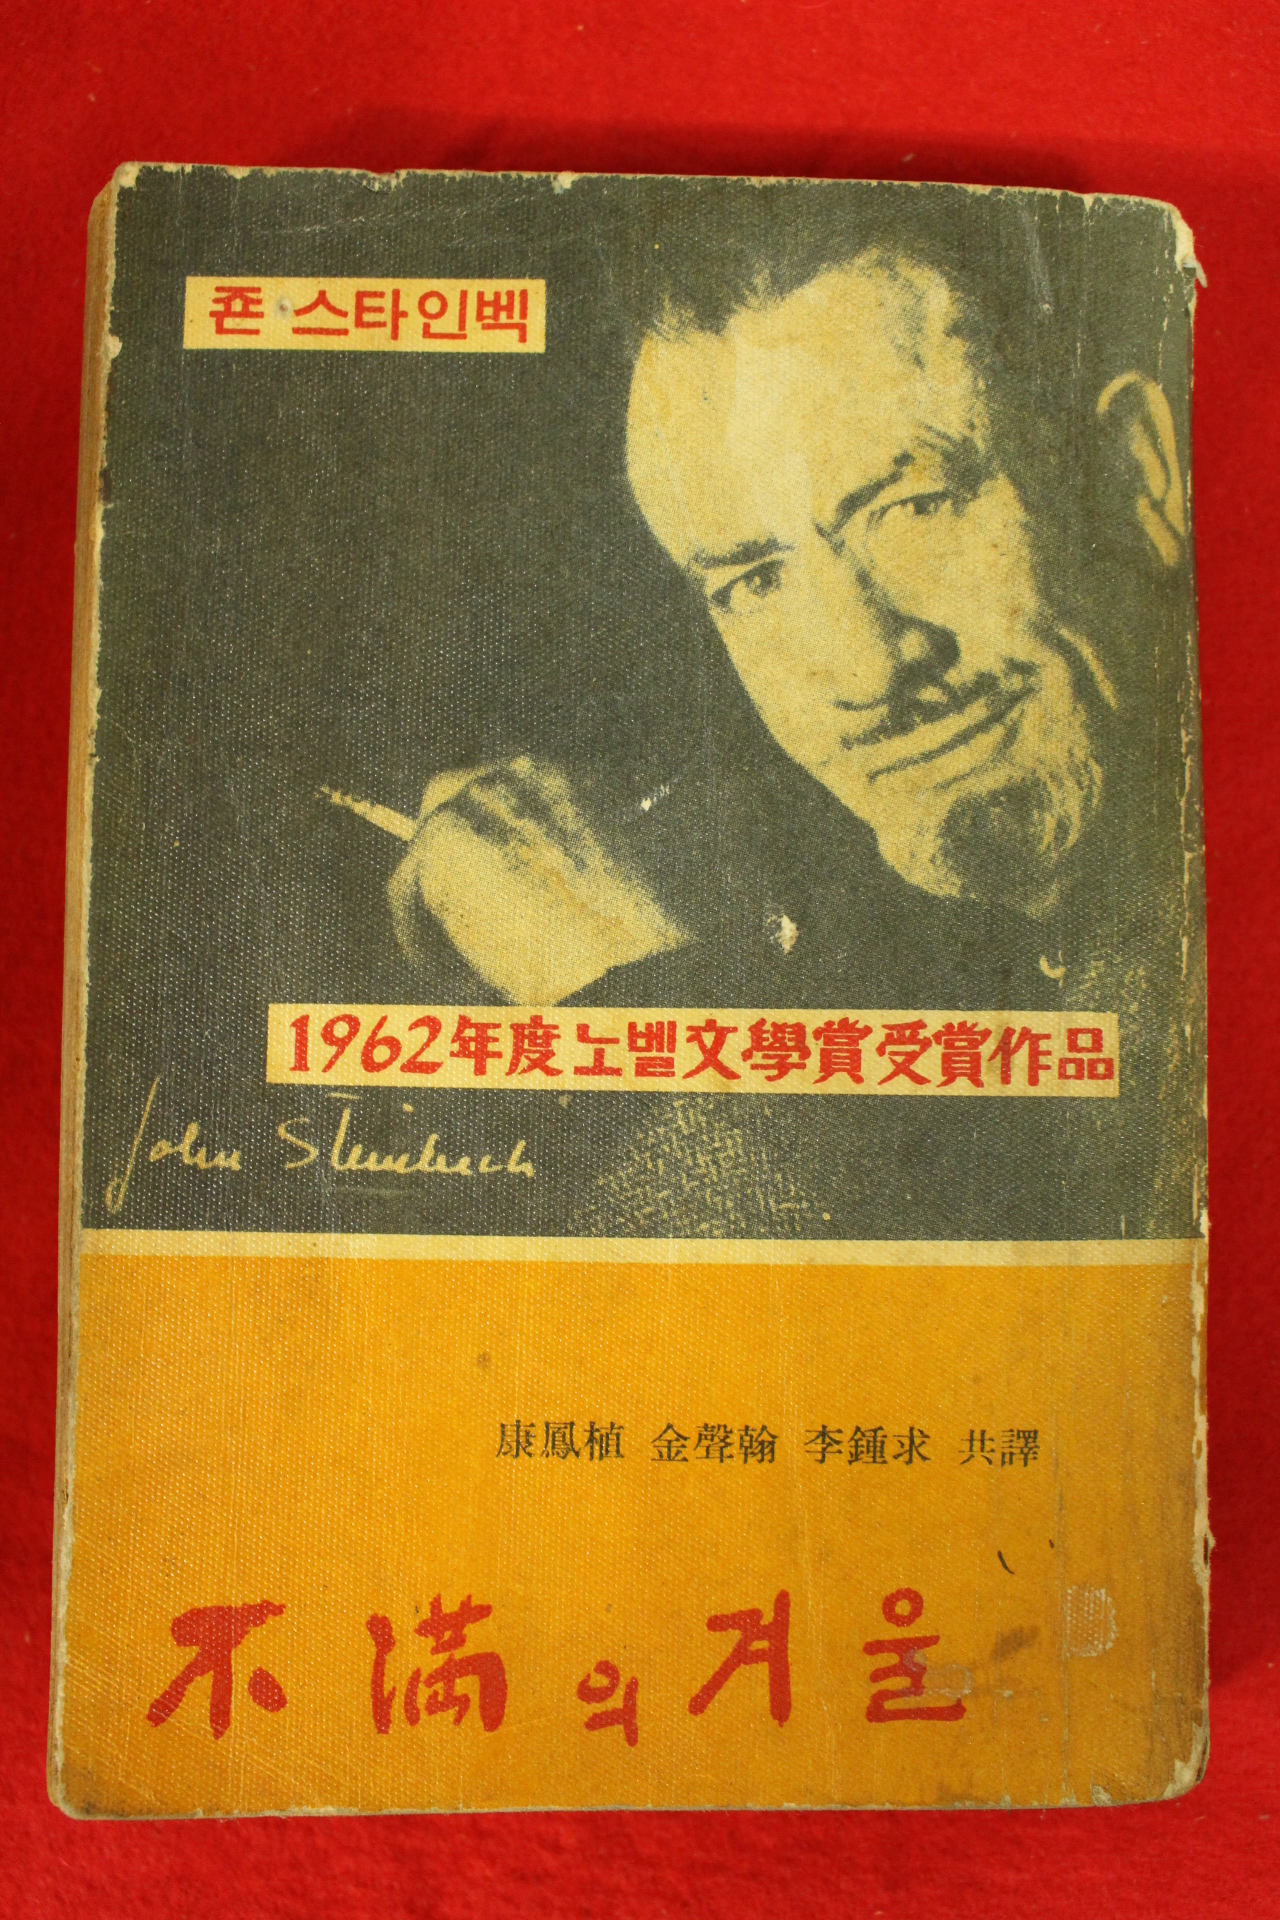 죤 스타인벡
1962年度노벨文學賞受賞作品
John Steinbeck
康鳳植 金聲翰 李鍾求 共譯
不滿의 겨울